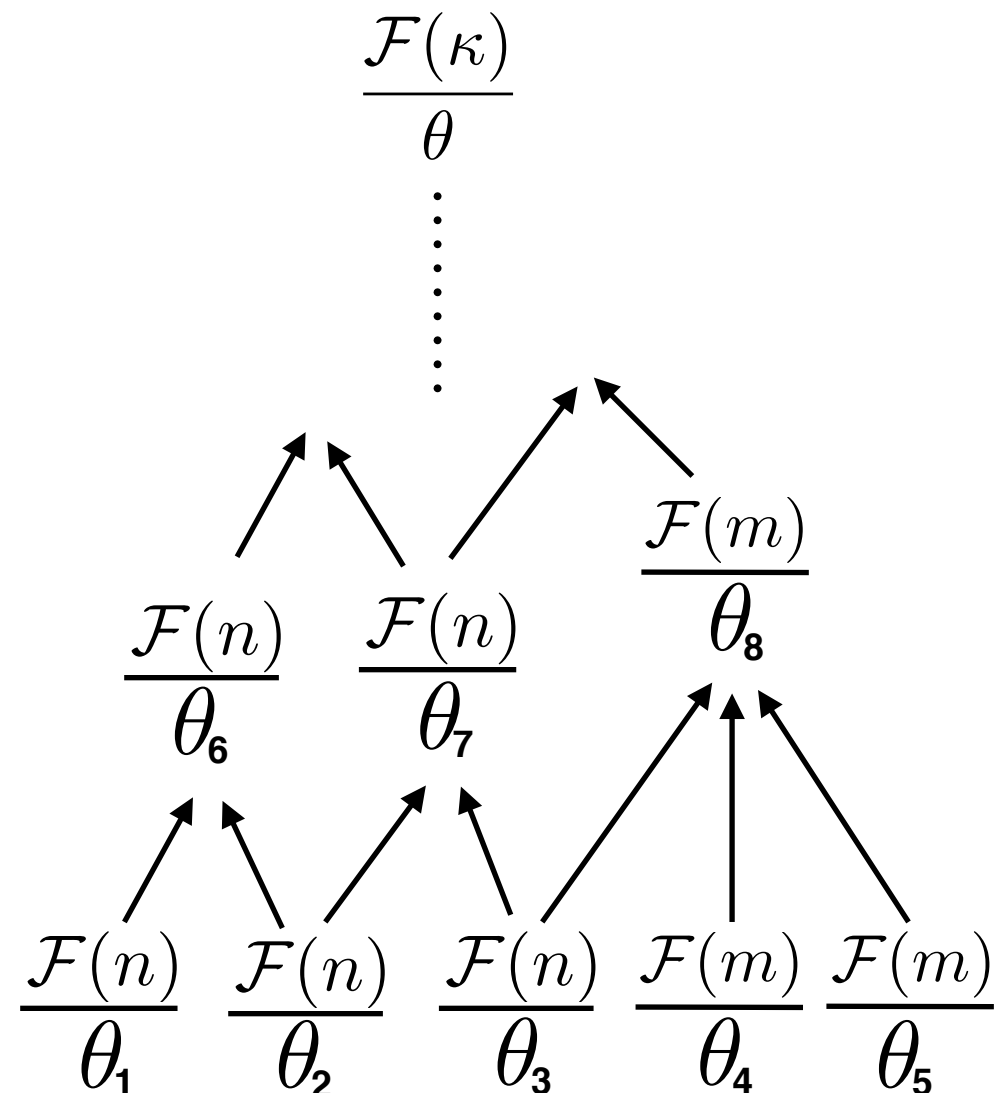 𝓕(κ)
θ
𝓕(m)
θ₈
𝓕(n) 𝓕(n)
θ₆ θ₇
𝓕(n) 𝓕(n) 𝓕(n) 𝓕(m) 𝓕(m)
θ₁ θ₂ θ₃ θ₄ θ₅